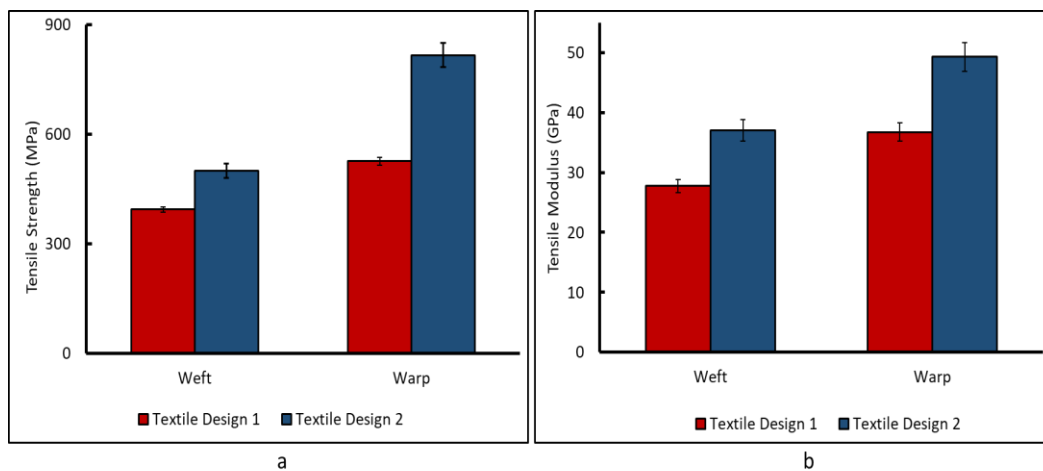 900
600
300
0
Tensile Strength (MPa)
Weft
Warp
Textile Design 1
Textile Design 2
a
50
40
30
20
10
0
Tensile Modulus (GPa)
Weft
Warp
Textile Design 1
Textile Design 2
b